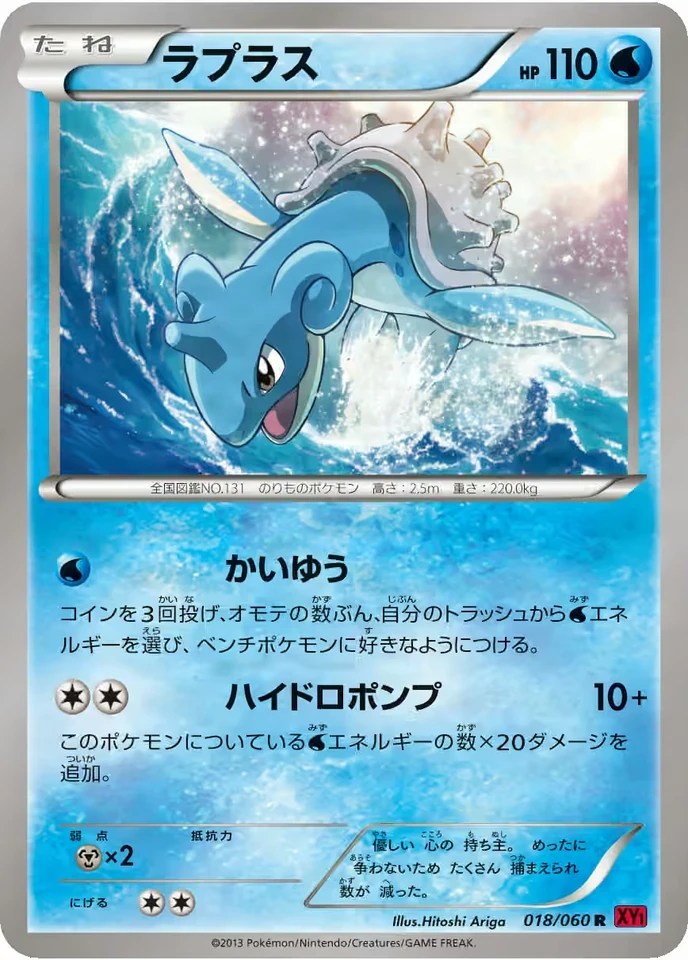 たね ラプラス HP 110
全国図鑑NO.131 のりものポケモン 高さ：2.5m 重さ：220.0kg
かいゆう
コインを3回投げ、オモテの数ぶん、自分のトラッシュからエネ
ルギーを選び、ベンチポケモンに好きなようにつける。
ハイドロポンプ 10+
このポケモンについているエネルギーの数×20ダメージを
追加。
弱点 抵抗力
×2
にげる
優しい 心の 持ち主。 めったに
争わないため たくさん 捕まえられ
数が 減った。
Illus.Hitoshi Ariga 018/060 R XY1
©2013 Pokémon/Nintendo/Creatures/GAME FREAK.